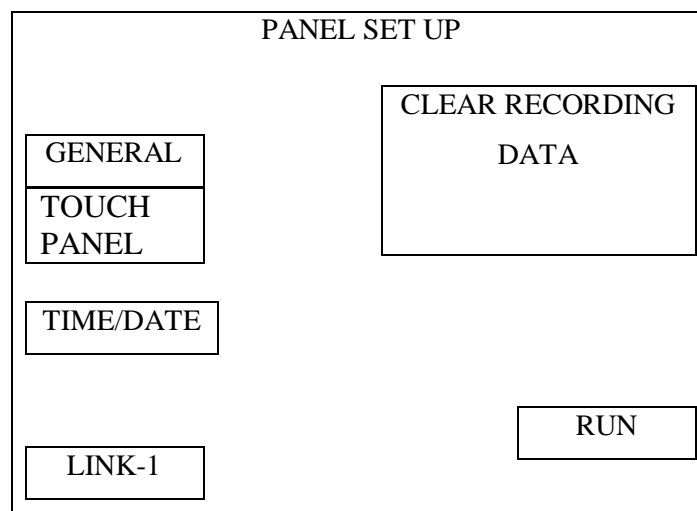 PANEL SET UP
CLEAR RECORDING
DATA
GENERAL
TOUCH
PANEL
TIME/DATE
RUN
LINK-1